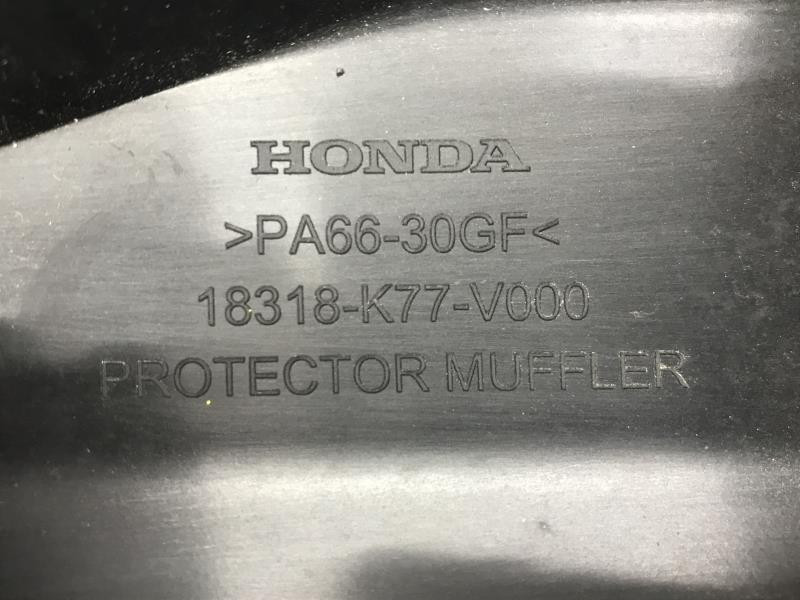 HONDA
>PA66-30GF<
18318-K77-V000
PROTECTOR MUFFLER